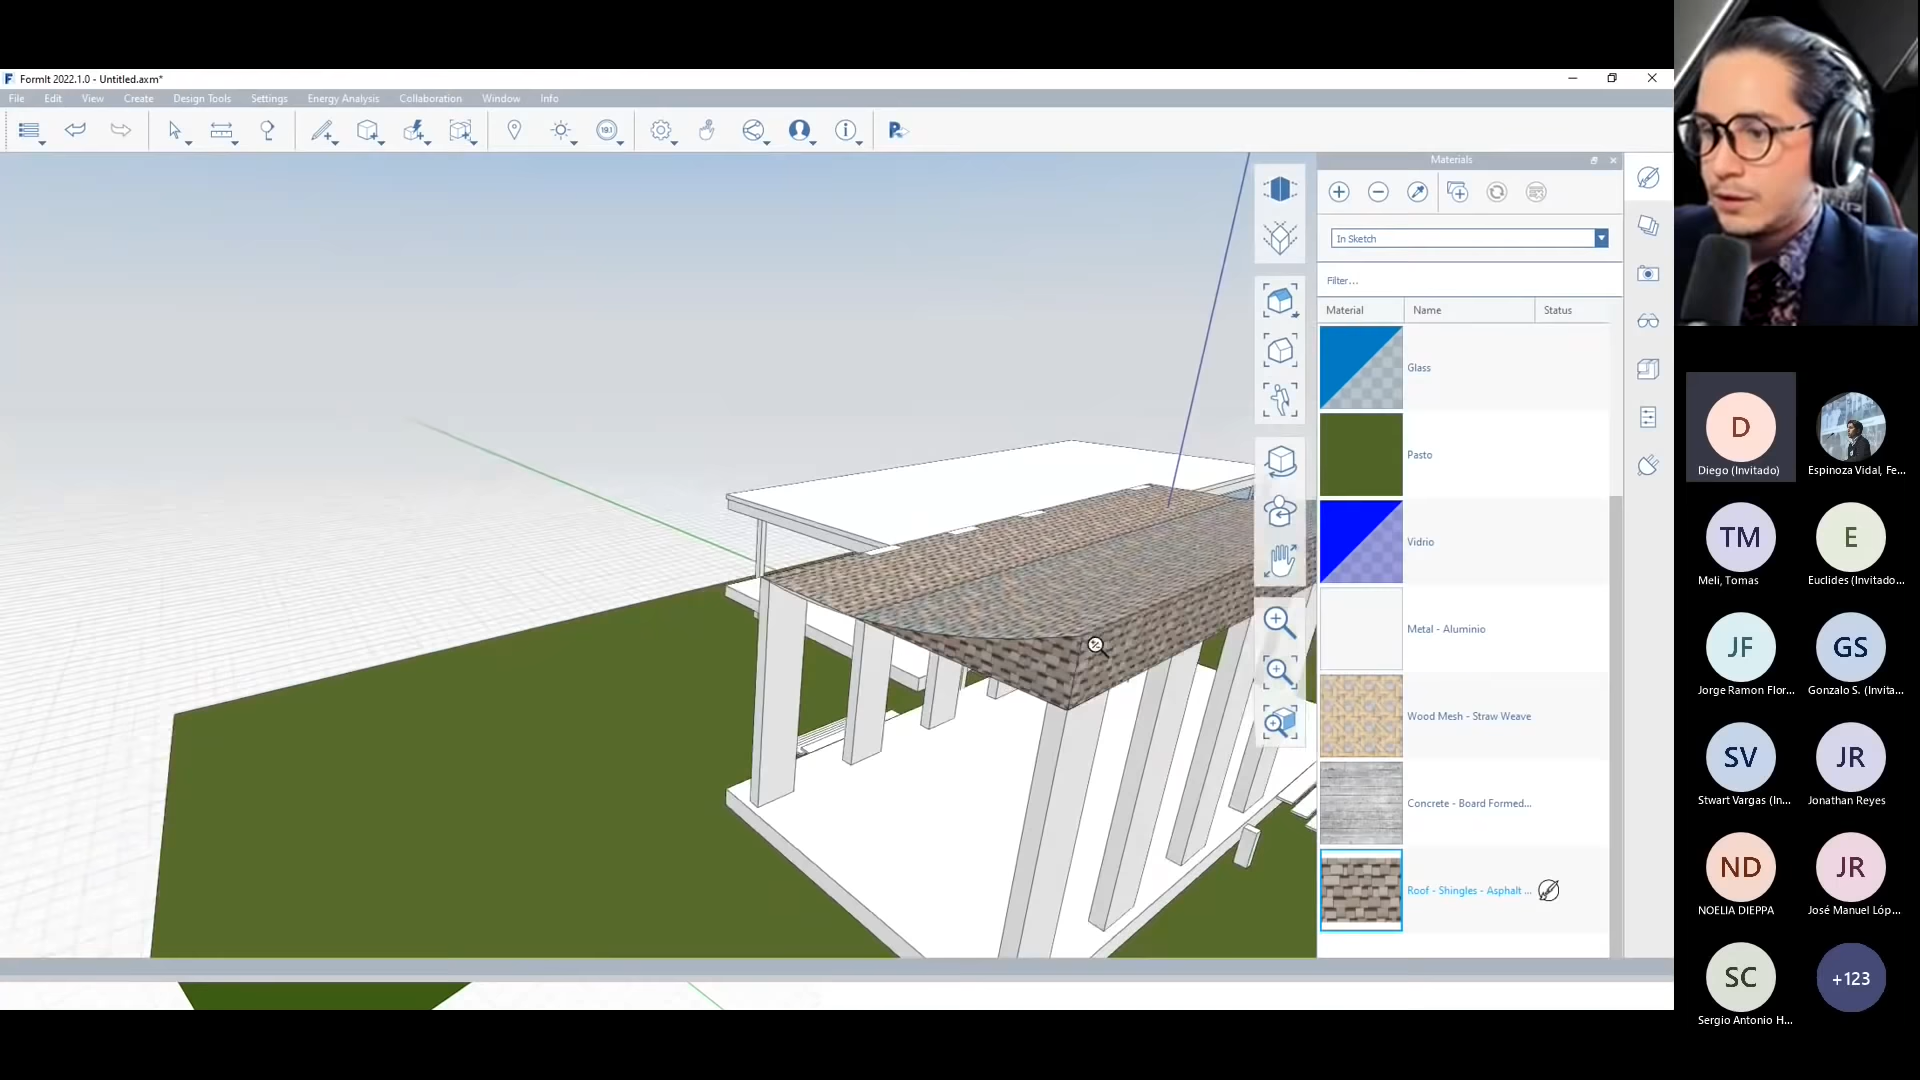 FormIt 2022.1.0 - Untitled.axm*
File Edit View Create Design Tools Settings Energy Analysis Collaboration Window Info
19.1
Materials
In Sketch
Filter...
Material Name Status
Glass
Pasto
Vidrio
Metal - Aluminio
Wood Mesh - Straw Weave
Concrete - Board Formed...
Roof - Shingles - Asphalt ...
D
Diego (Invitado)
Espinoza Vidal, Fe...
TM
Meli, Tomas
E
Euclides (Invitado...
JF
Jorge Ramon Flor...
GS
Gonzalo S. (Invita...
SV
Stwart Vargas (In...
JR
Jonathan Reyes
ND
NOELIA DIEPPA
JR
José Manuel Lóp...
SC
Sergio Antonio H...
+123